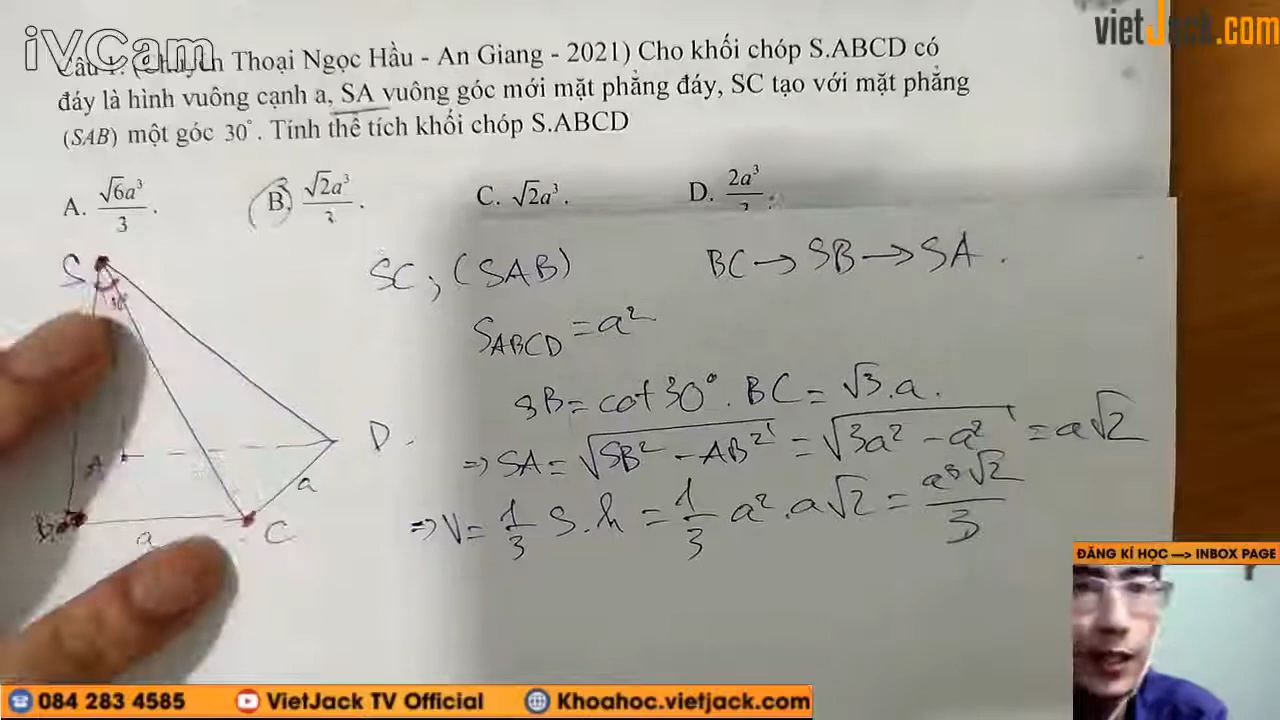 iVCam
vietJack.com
Thoại Ngọc Hầu - An Giang - 2021) Cho khối chóp S.ABCD có
đáy là hình vuông cạnh a, SA vuông góc mới mặt phẳng đáy, SC tạo với mặt phẳng
(SAB) một góc 30°. Tính thể tích khối chóp S.ABCD
A. √6a³/3. B. √2a³/3. C. √2a³. D. 2a³/3.
S 30°
SC, (SAB) BC → SB → SA.
S_ABCD = a²
SB = cot 30°. BC = √3.a.
A D. a
=> SA = √(SB² - AB²) = √(3a² - a²) = a√2
B a C
=> V = 1/3 S.h = 1/3 a².a√2 = a³√2/3
ĐĂNG KÍ HỌC —> INBOX PAGE
084 283 4585 VietJack TV Official Khoahoc.vietjack.com